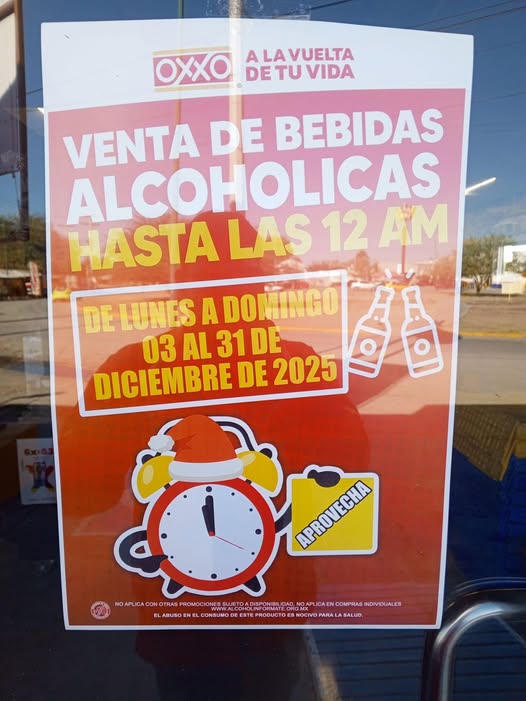 OXXO
A LA VUELTA
DE TU VIDA
VENTA DE BEBIDAS
ALCOHOLICAS
HASTA LAS 12 AM
DE LUNES A DOMINGO
03 AL 31 DE
DICIEMBRE DE 2025
APROVECHA
NO APLICA CON OTRAS PROMOCIONES SUJETO A DISPONIBILIDAD, NO APLICA EN COMPRAS INDIVIDUALES
WWW.ALCOHOLINFORMATE.ORG.MX
EL ABUSO EN EL CONSUMO DE ESTE PRODUCTO ES NOCIVO PARA LA SALUD.